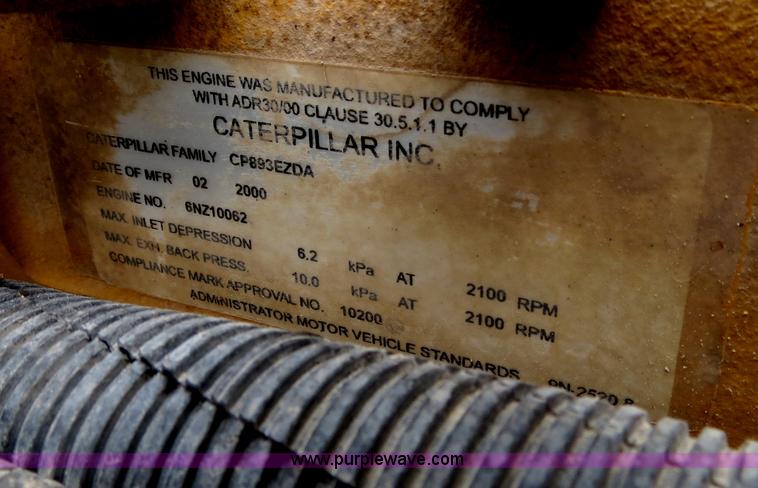 THIS ENGINE WAS MANUFACTURED TO COMPLY
WITH ADR30/00 CLAUSE 30.5.1.1 BY
CATERPILLAR INC.
CATERPILLAR FAMILY CP893EZDA
DATE OF MFR 02 2000
ENGINE NO. 6NZ10062
MAX. INLET DEPRESSION 6.2 kPa AT 2100 RPM
MAX. EXH. BACK PRESS. 10.0 kPa AT 2100 RPM
COMPLIANCE MARK APPROVAL NO. 10200
ADMINISTRATOR MOTOR VEHICLE STANDARDS 9N-2520 8
www.purplewave.com